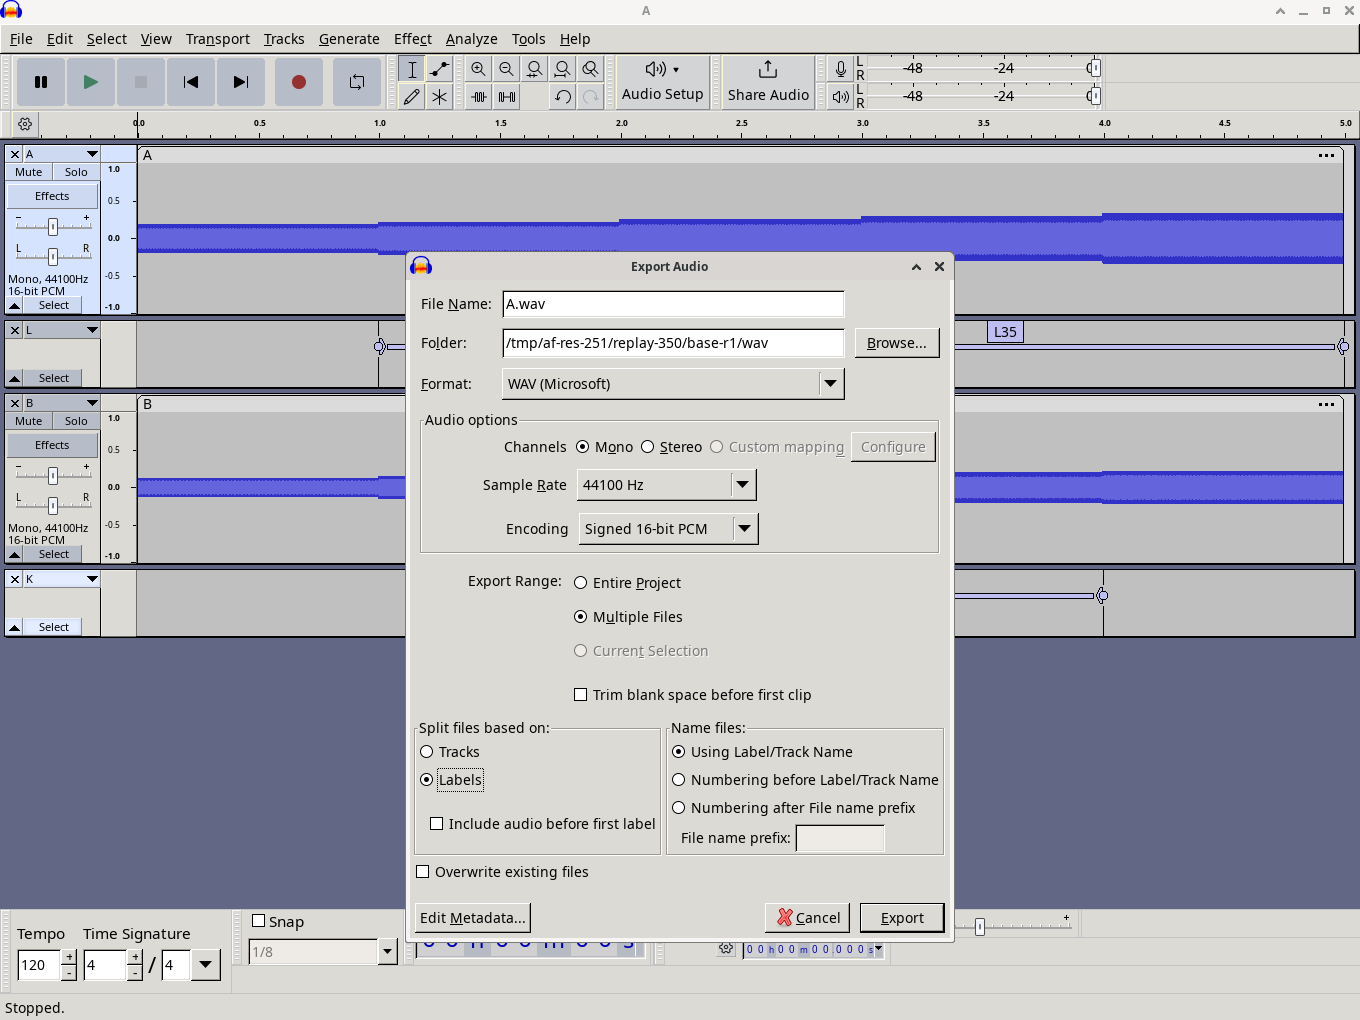 A
File Edit Select View Transport Tracks Generate Effect Analyze Tools Help
Audio Setup
Share Audio
L R -48 -24 0
L R -48 -24 0
0.0 0.5 1.0 1.5 2.0 2.5 3.0 3.5 4.0 4.5 5.0
A
Mute Solo
Effects
- +
L R
Mono, 44100Hz
16-bit PCM
Select
1.0
0.5
0.0
-0.5
-1.0
A
L
Select
L35
B
Mute Solo
Effects
- +
L R
Mono, 44100Hz
16-bit PCM
Select
1.0
0.5
0.0
-0.5
-1.0
B
K
Select
Export Audio
File Name: A.wav
Folder: /tmp/af-res-251/replay-350/base-r1/wav Browse...
Format: WAV (Microsoft)
Audio options
Channels Mono Stereo Custom mapping Configure
Sample Rate 44100 Hz
Encoding Signed 16-bit PCM
Export Range: Entire Project
Multiple Files
Current Selection
Trim blank space before first clip
Split files based on:
Tracks
Labels
Include audio before first label
Name files:
Using Label/Track Name
Numbering before Label/Track Name
Numbering after File name prefix
File name prefix:
Overwrite existing files
Edit Metadata... Cancel Export
Tempo
120
Time Signature
4 / 4
Snap
1/8
00h00m00s
00h00m00.000s
+
Stopped.